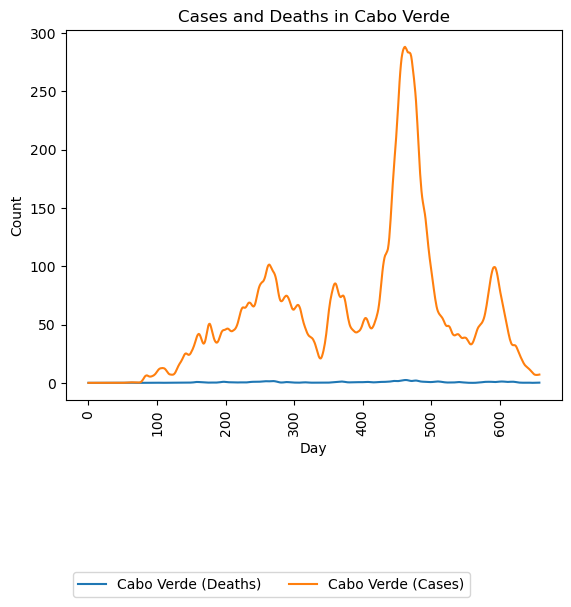 Cases and Deaths in Cabo Verde
300
250
200
150
100
50
0
Count
0 100 200 300 400 500 600
Day
Cabo Verde (Deaths) Cabo Verde (Cases)